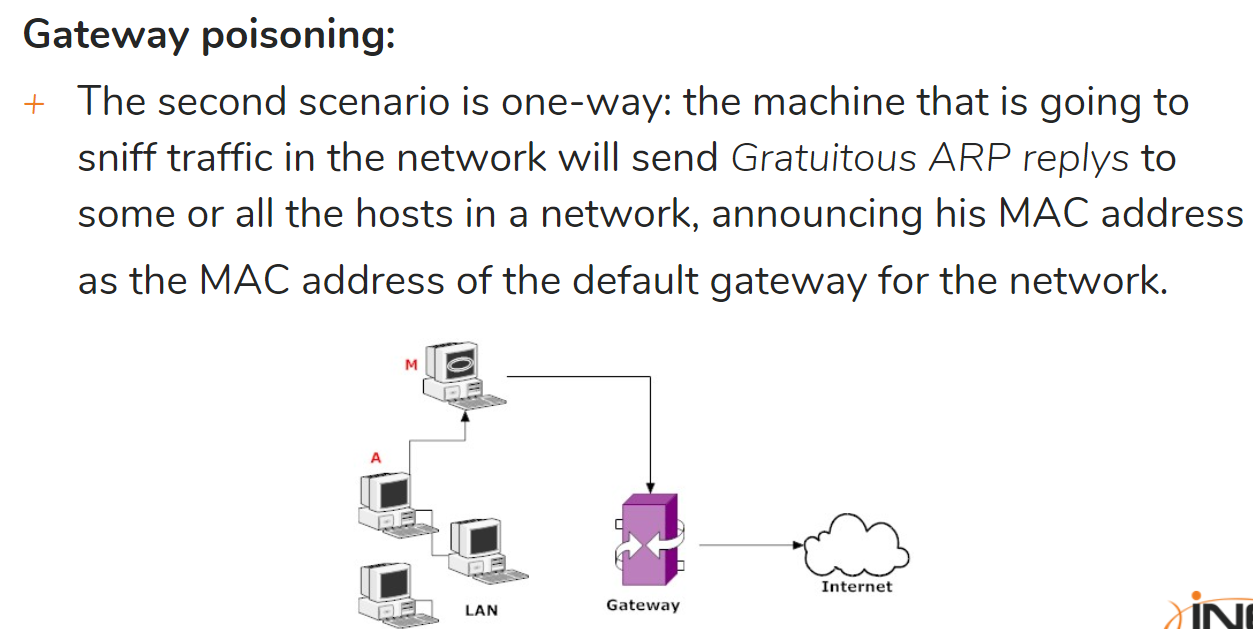 Gateway poisoning:
+ The second scenario is one-way: the machine that is going to
sniff traffic in the network will send Gratuitous ARP replys to
some or all the hosts in a network, announcing his MAC address
as the MAC address of the default gateway for the network.
M
A
LAN
Gateway
Internet